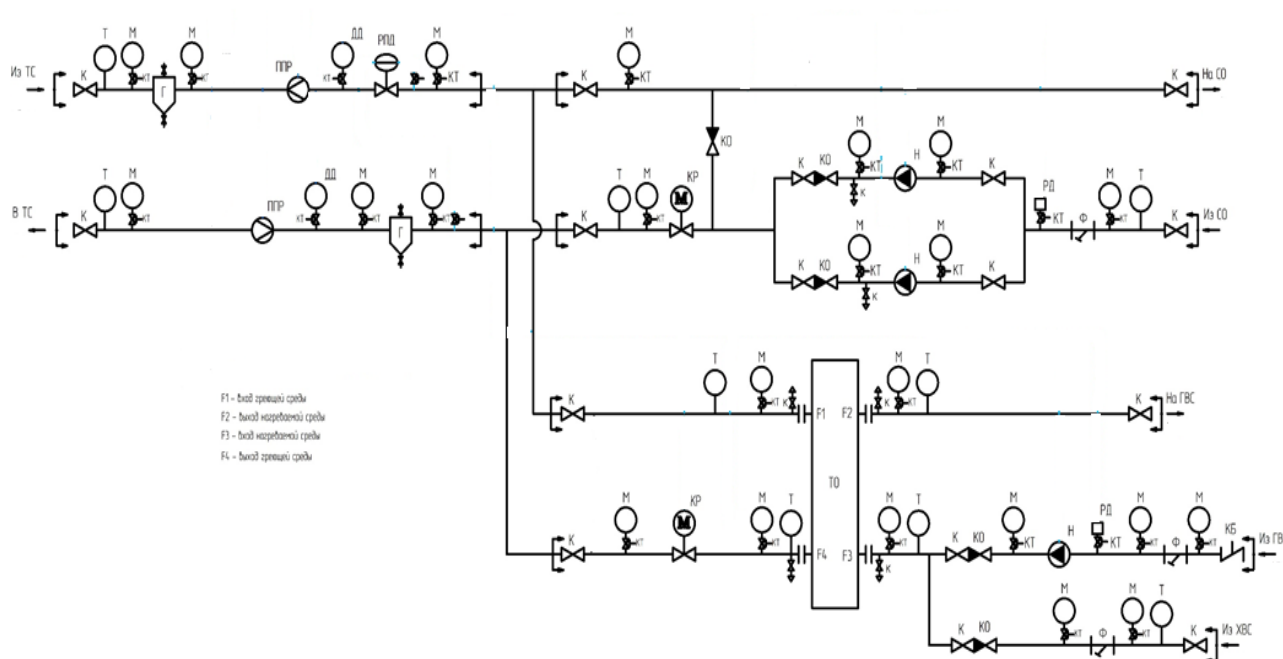 Т М М ППР ДД РПД М
Из ТС К КТ Г КТ КТ КТ КТ
М К КТ К На СО
КО
Т М ППР ДД М М
В ТС К КТ КТ КТ Г КТ
Т М КР К КТ
К КО М КТ Н М КТ К
К
РД М Т
КТ Ф КТ К Из СО
К КО М КТ Н М КТ К
К
F1 - вход греющей среды
F2 - выход нагреваемой среды
F3 - вход нагреваемой среды
F4 - выход греющей среды
К Т М КТ К F1
F2 К М КТ Т К На ГВС
ТО
К М КТ КР М КТ Т F4
F3 К М КТ Т К КО М КТ Н РД КТ М КТ Ф М КТ КБ Из ГВ
К КО М КТ Ф М КТ Т К Из ХВС